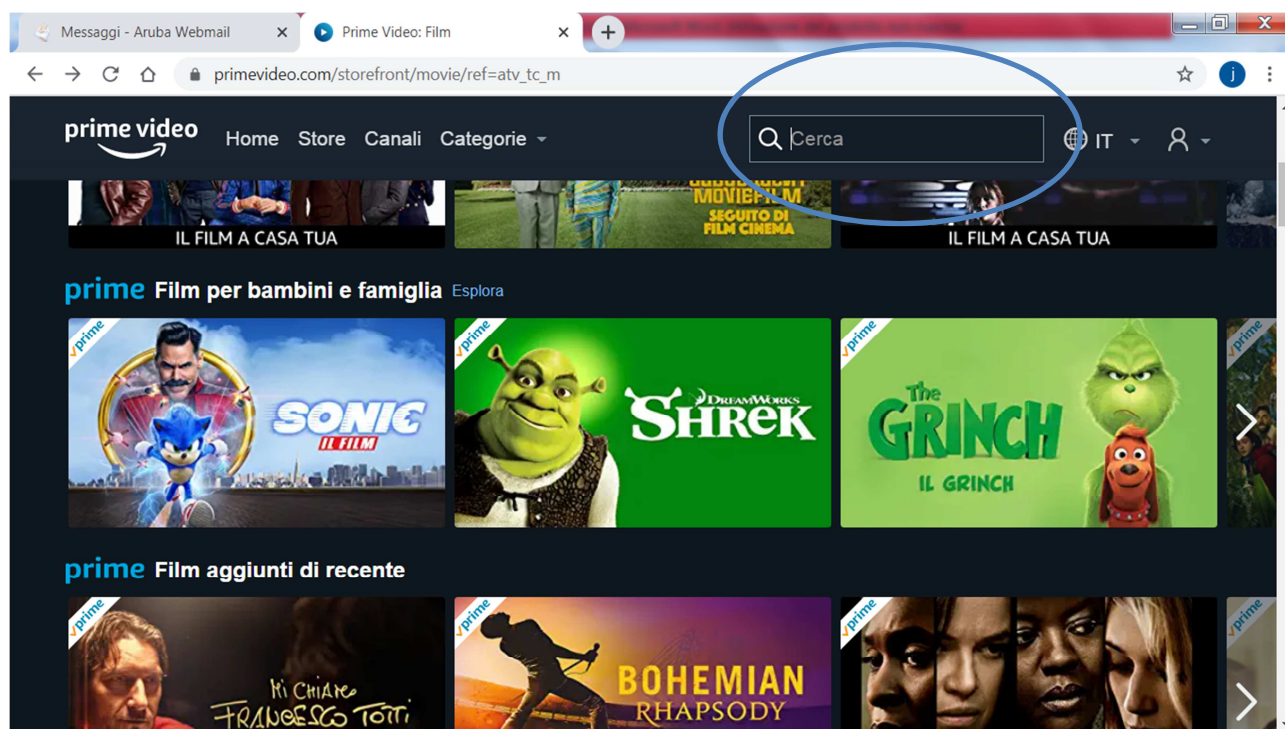 Messaggi - Aruba Webmail
Prime Video: Film
primevideo.com/storefront/movie/ref=atv_tc_m
j
prime video Home Store Canali Categorie Cerca IT
MOVIEFILM
SEGUITO DI
FILM CINEMA
IL FILM A CASA TUA
IL FILM A CASA TUA
prime Film per bambini e famiglia Esplora
prime
prime
prime
prime
SONIC
IL FILM
DREAMWORKS
SHREK
The
GRINCH
IL GRINCH
prime Film aggiunti di recente
prime
prime
prime
prime
Mi CHIAMO
FRANCESCO TOTTI
BOHEMIAN
RHAPSODY